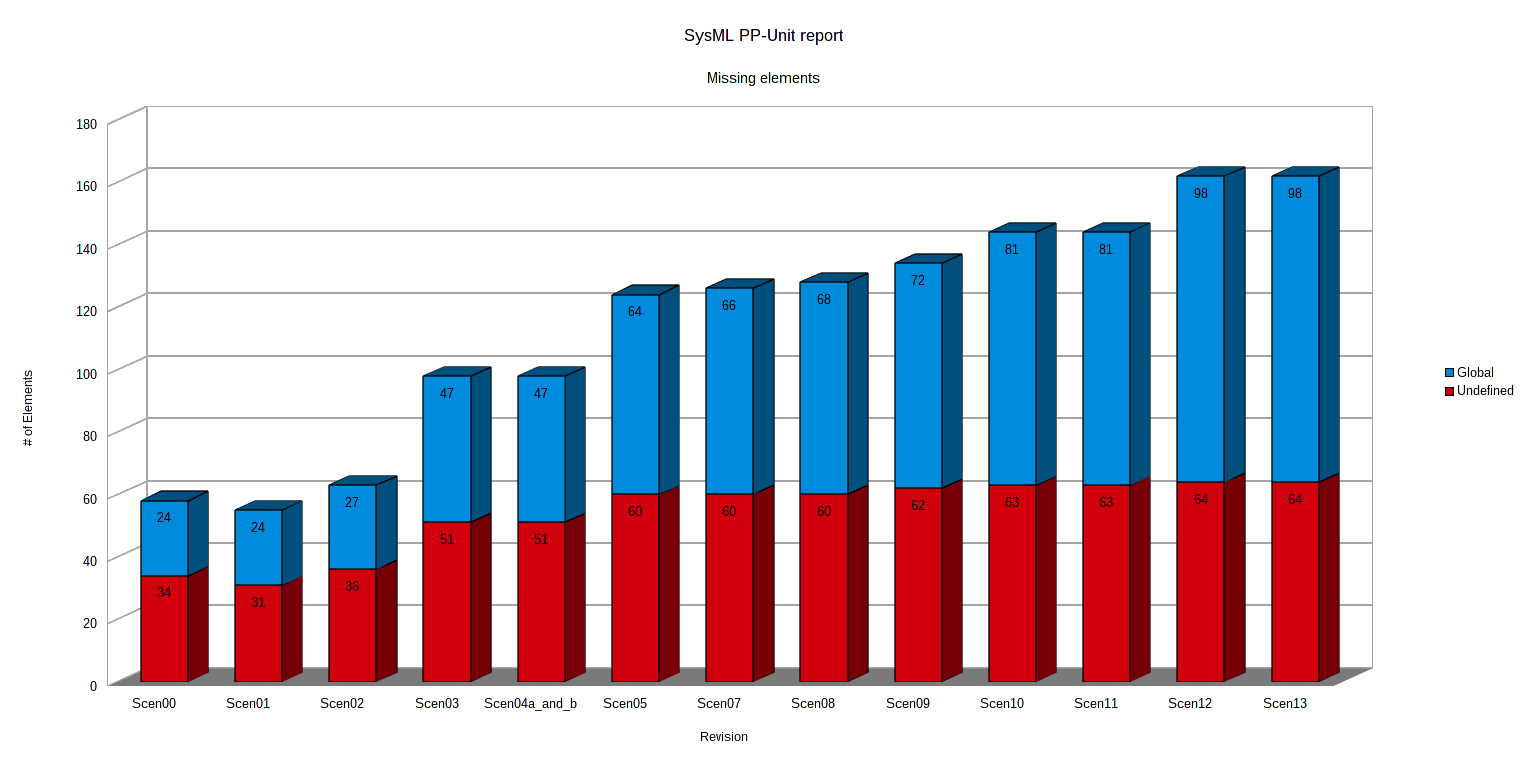 SysML PP-Unit report
Missing elements
180
160
140
120
100
80
60
40
20
0
# of Elements
24 24 27 47 47 64 66 68 72 81 81 98 98
34 31 36 51 51 60 60 60 62 63 63 64 64
Scen00 Scen01 Scen02 Scen03 Scen04a_and_b Scen05 Scen07 Scen08 Scen09 Scen10 Scen11 Scen12 Scen13
Revision
Global
Undefined